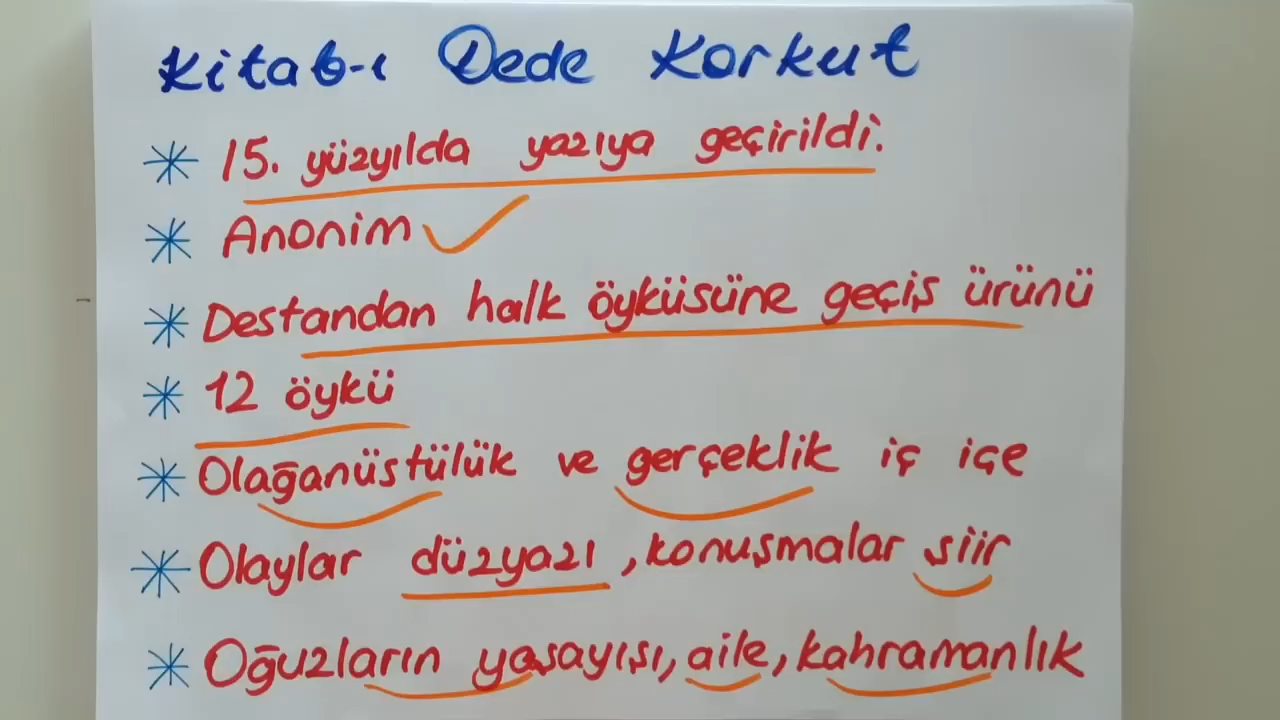 Kitab-ı Dede Korkut
* 15. yüzyılda yazıya geçirildi.
* Anonim ✓
* Destandan halk öyküsüne geçiş ürünü
* 12 öykü
* Olağanüstülük ve gerçeklik iç içe
* Olaylar düzyazı, konuşmalar şiir
* Oğuzların yaşayışı, aile, kahramanlık